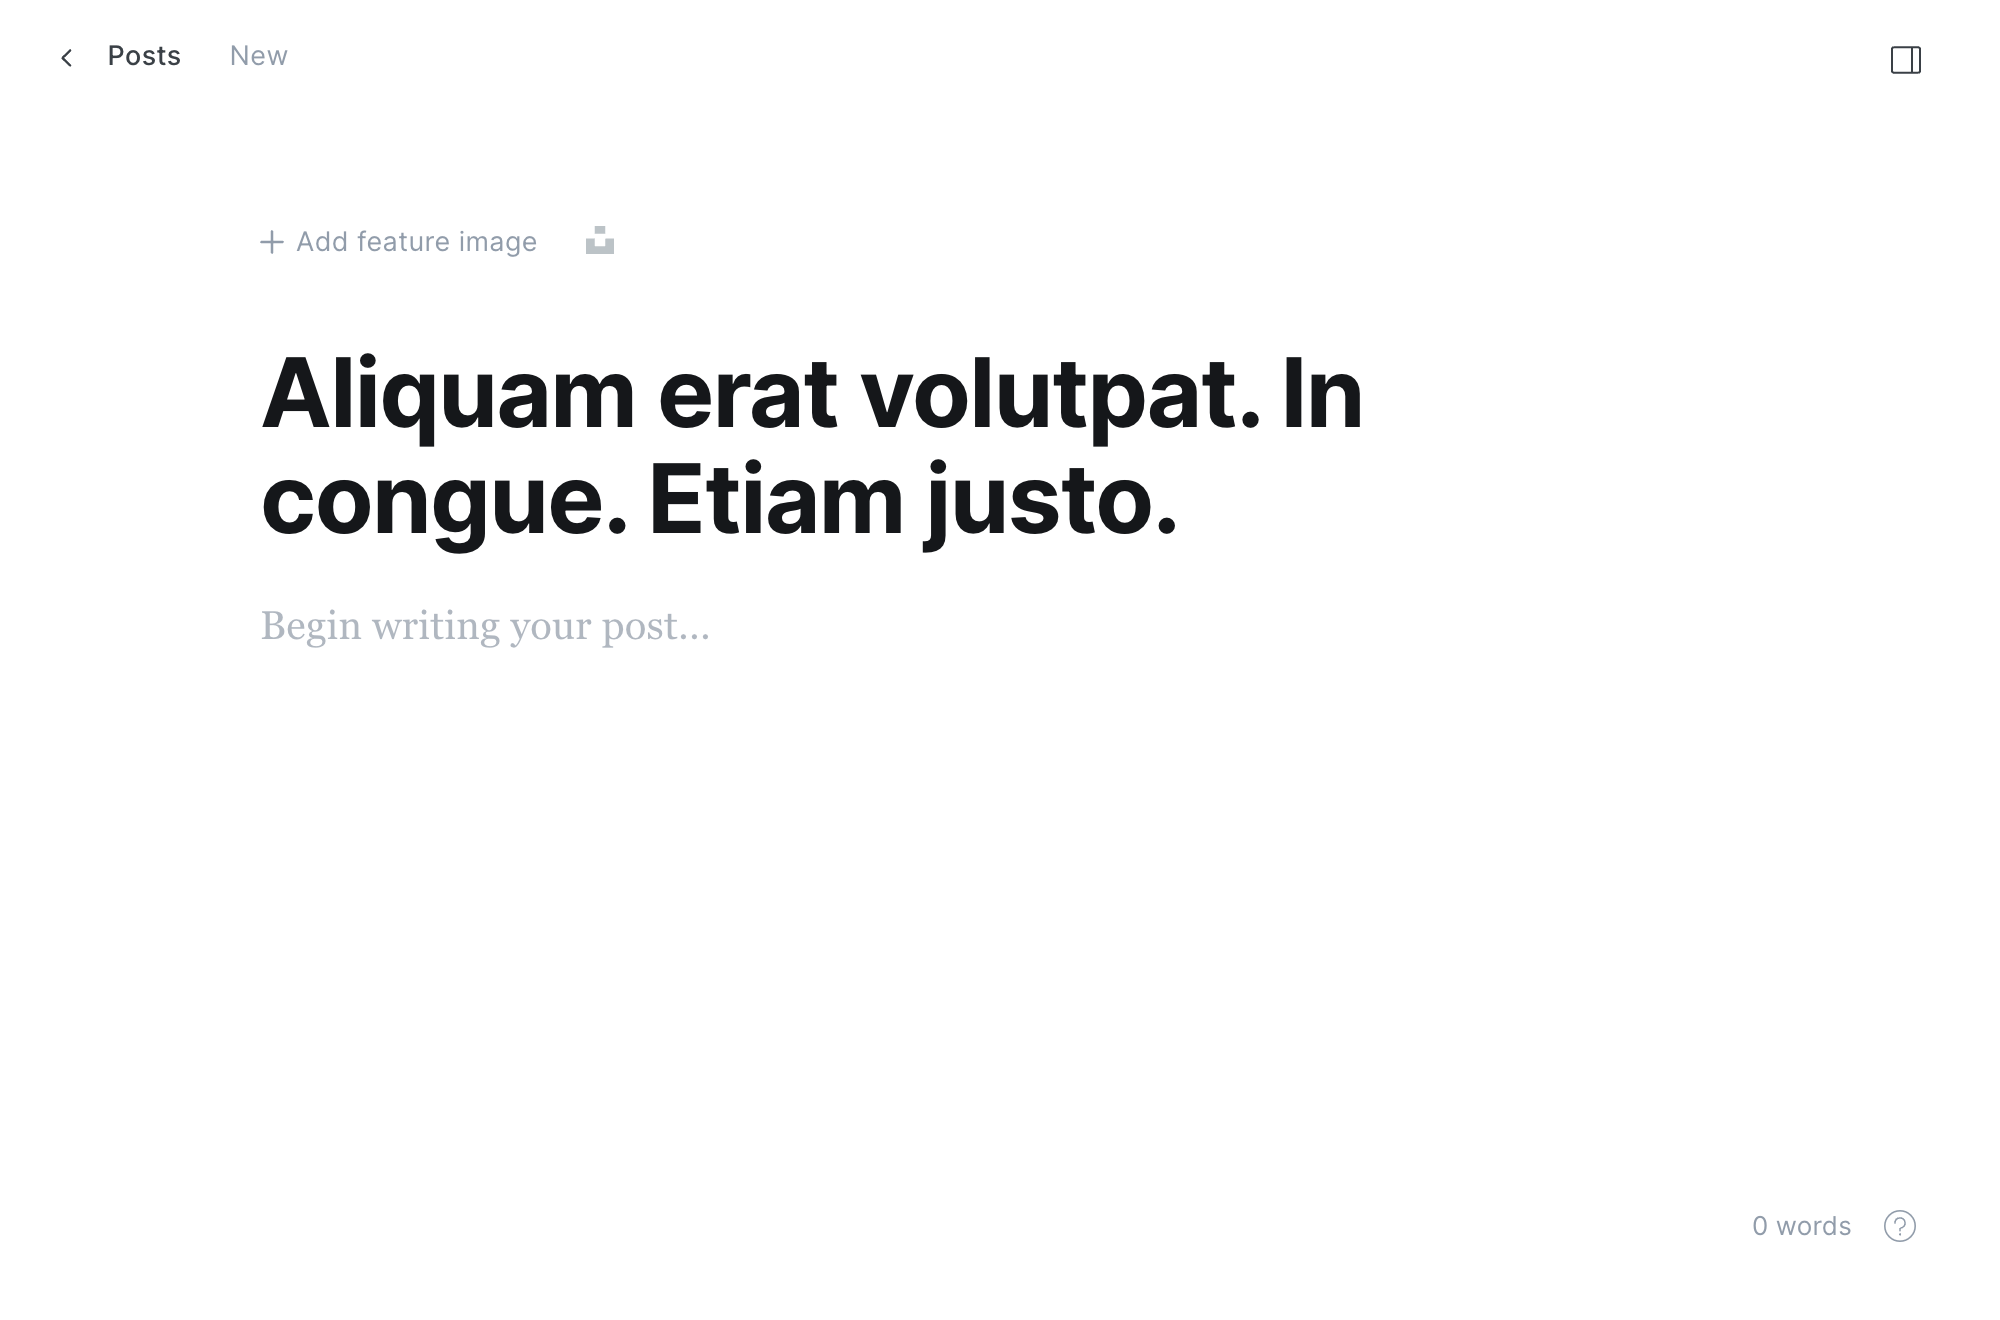 Posts New
Add feature image
Aliquam erat volutpat. In
congue. Etiam justo.
Begin writing your post...
0 words ?